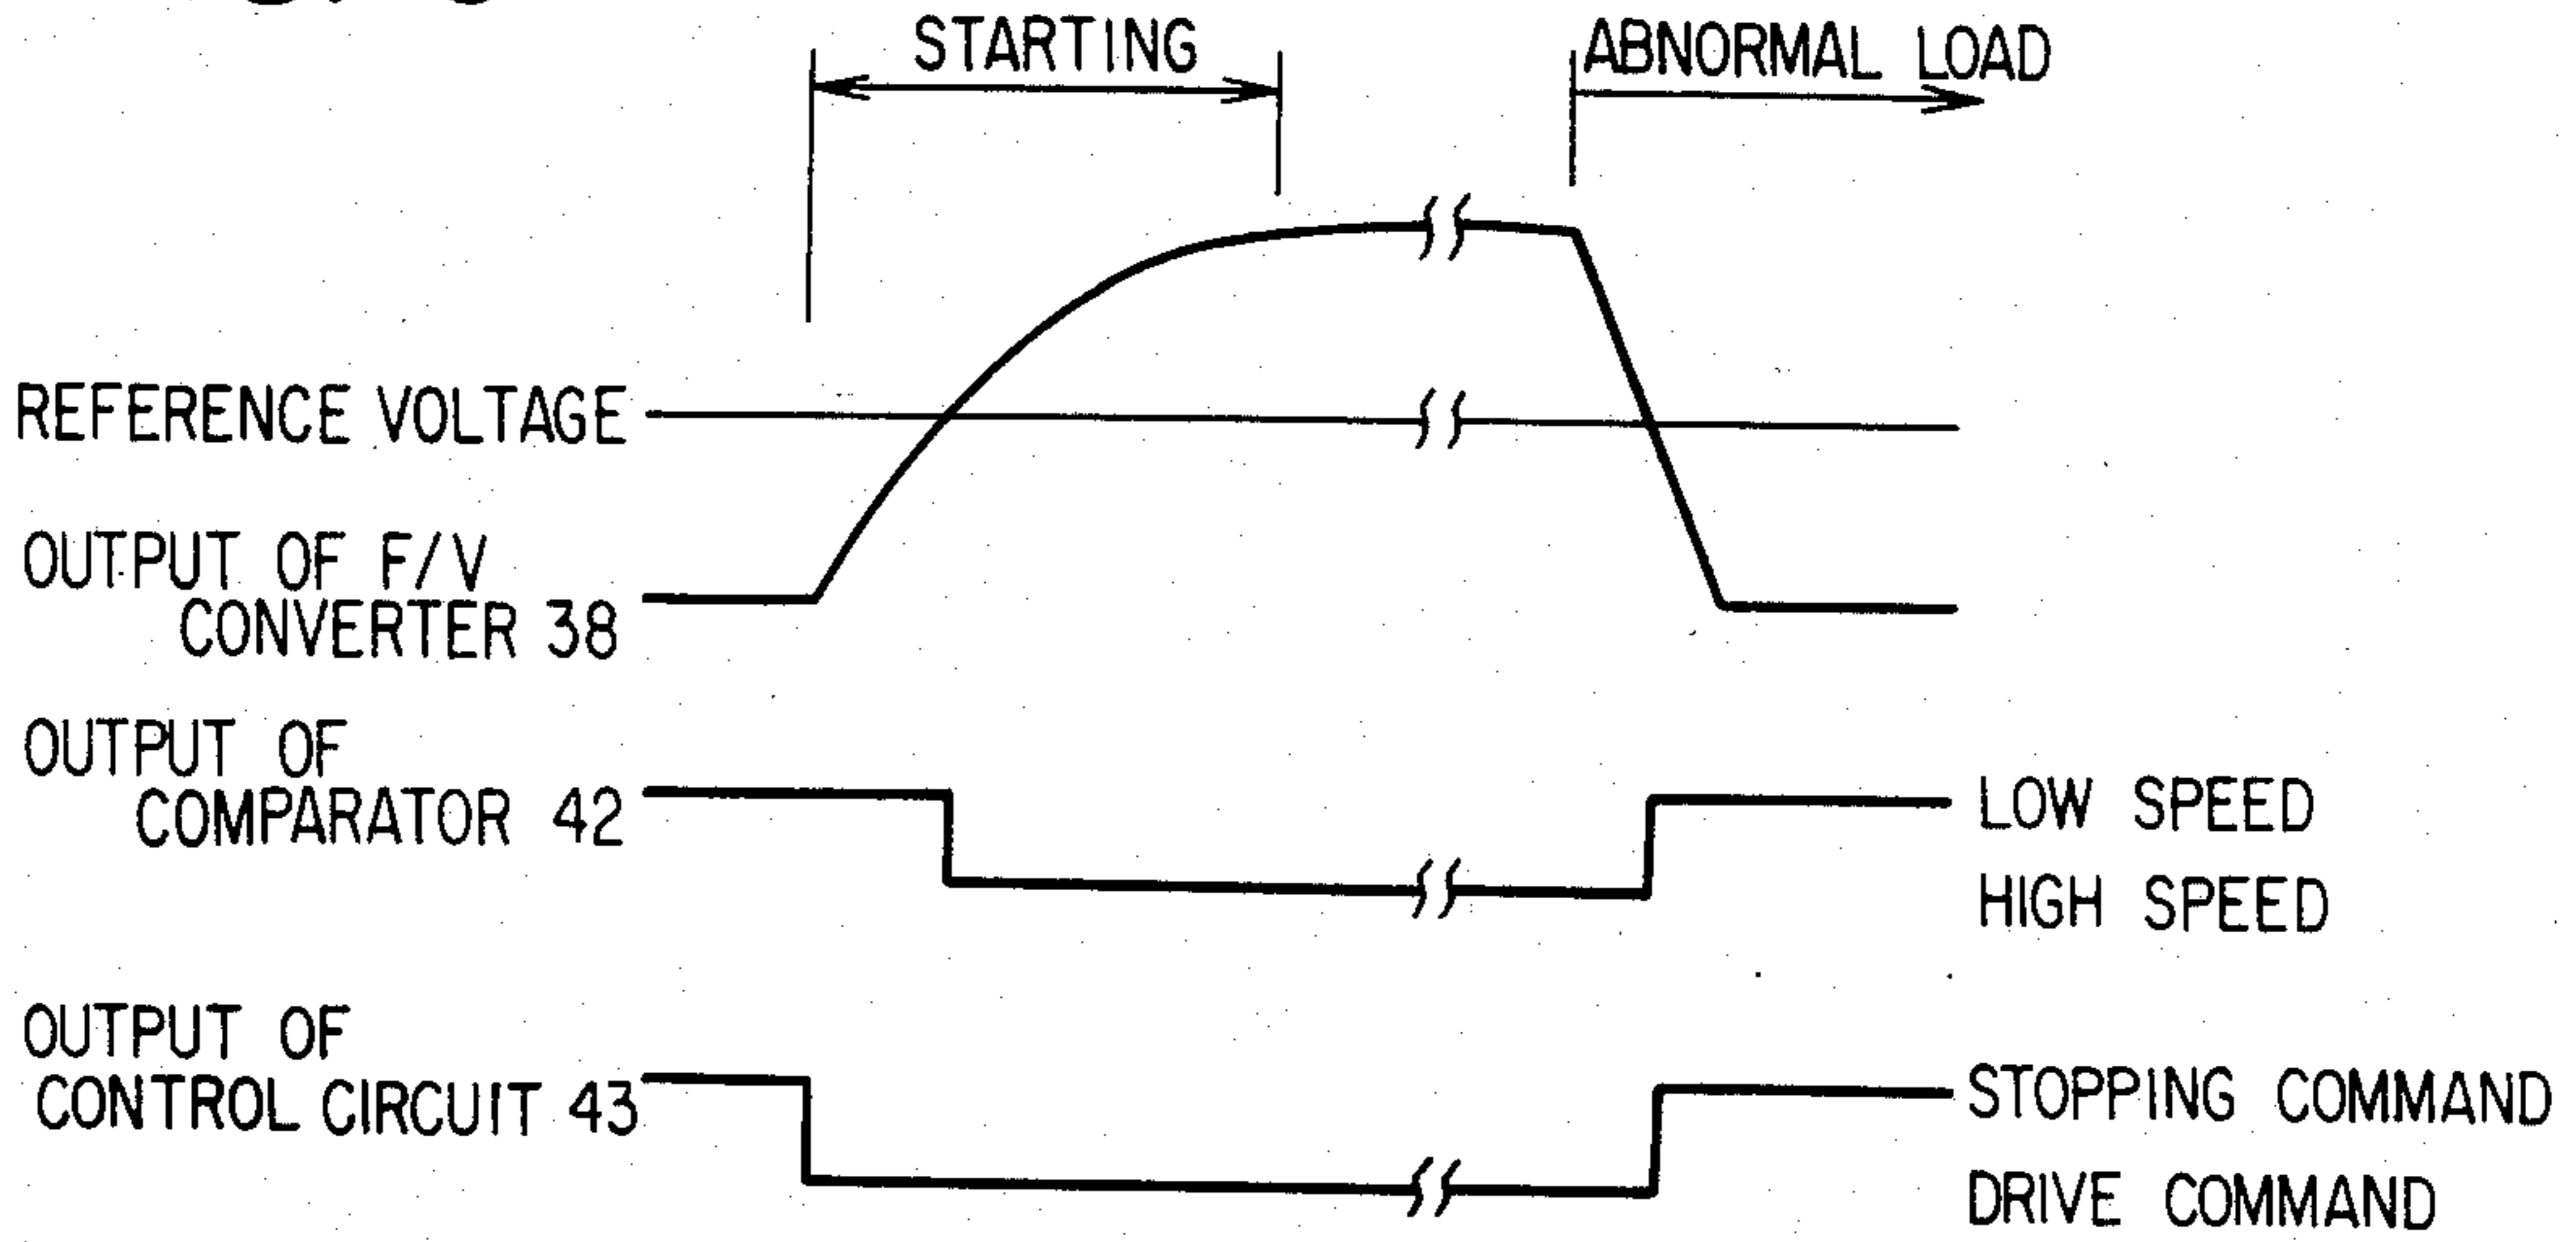 STARTING
ABNORMAL LOAD
REFERENCE VOLTAGE
OUTPUT OF F/V
CONVERTER 38
OUTPUT OF
COMPARATOR 42
LOW SPEED
HIGH SPEED
OUTPUT OF
CONTROL CIRCUIT 43
STOPPING COMMAND
DRIVE COMMAND